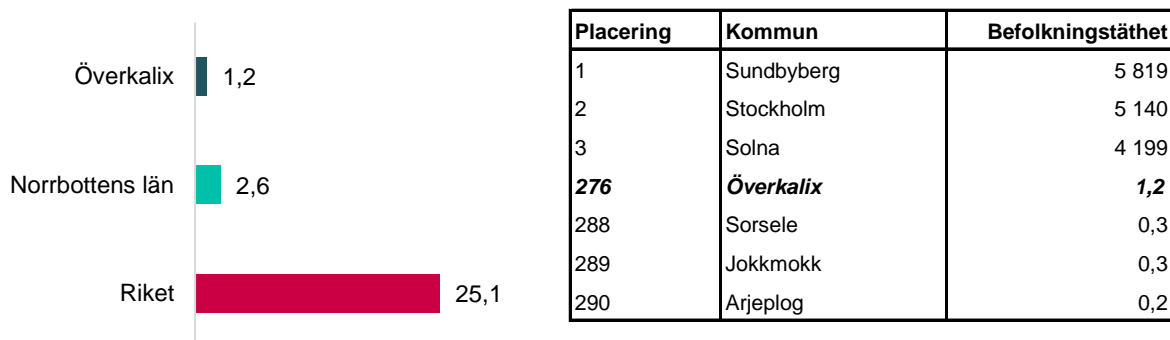 Överkalix 1,2
Norrbottens län 2,6
Riket 25,1
Placering Kommun Befolkningstäthet
1 Sundbyberg 5 819
2 Stockholm 5 140
3 Solna 4 199
276 Överkalix 1,2
288 Sorsele 0,3
289 Jokkmokk 0,3
290 Arjeplog 0,2